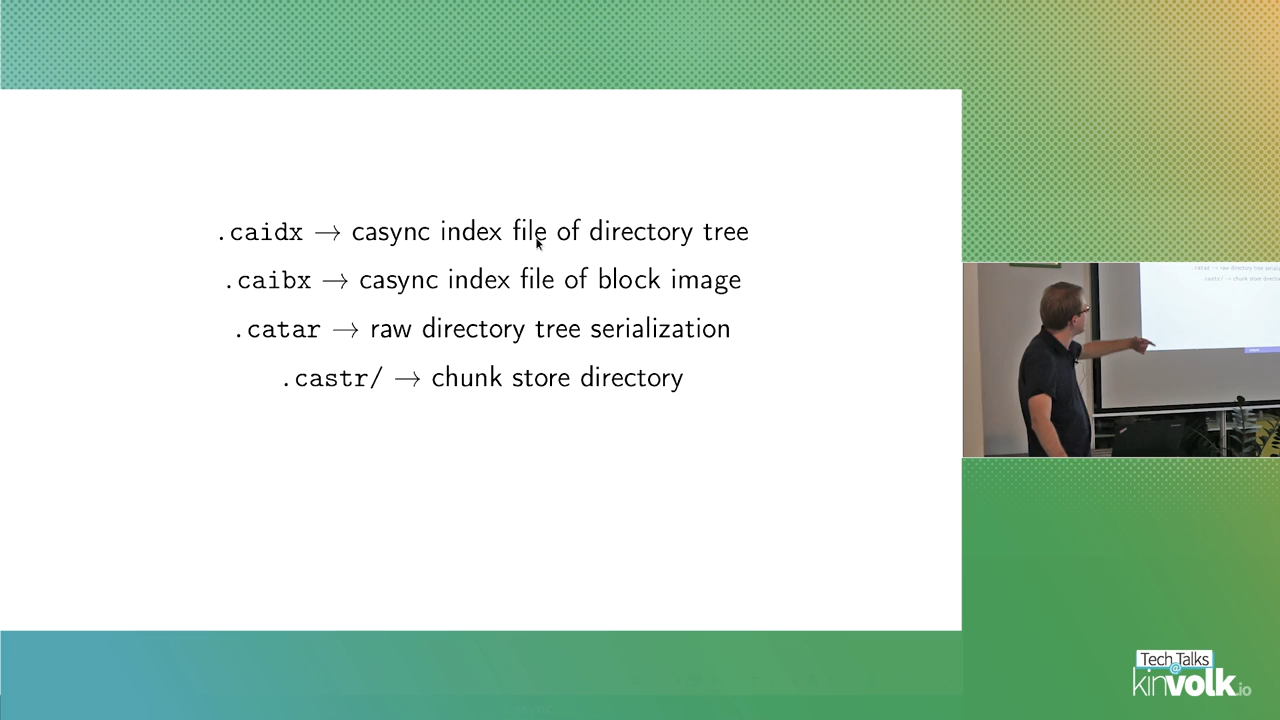 .caidx → casync index file of directory tree
.caibx → casync index file of block image
.catar → raw directory tree serialization
.castr/ → chunk store directory
Tech Talks
@
kinvolk.io